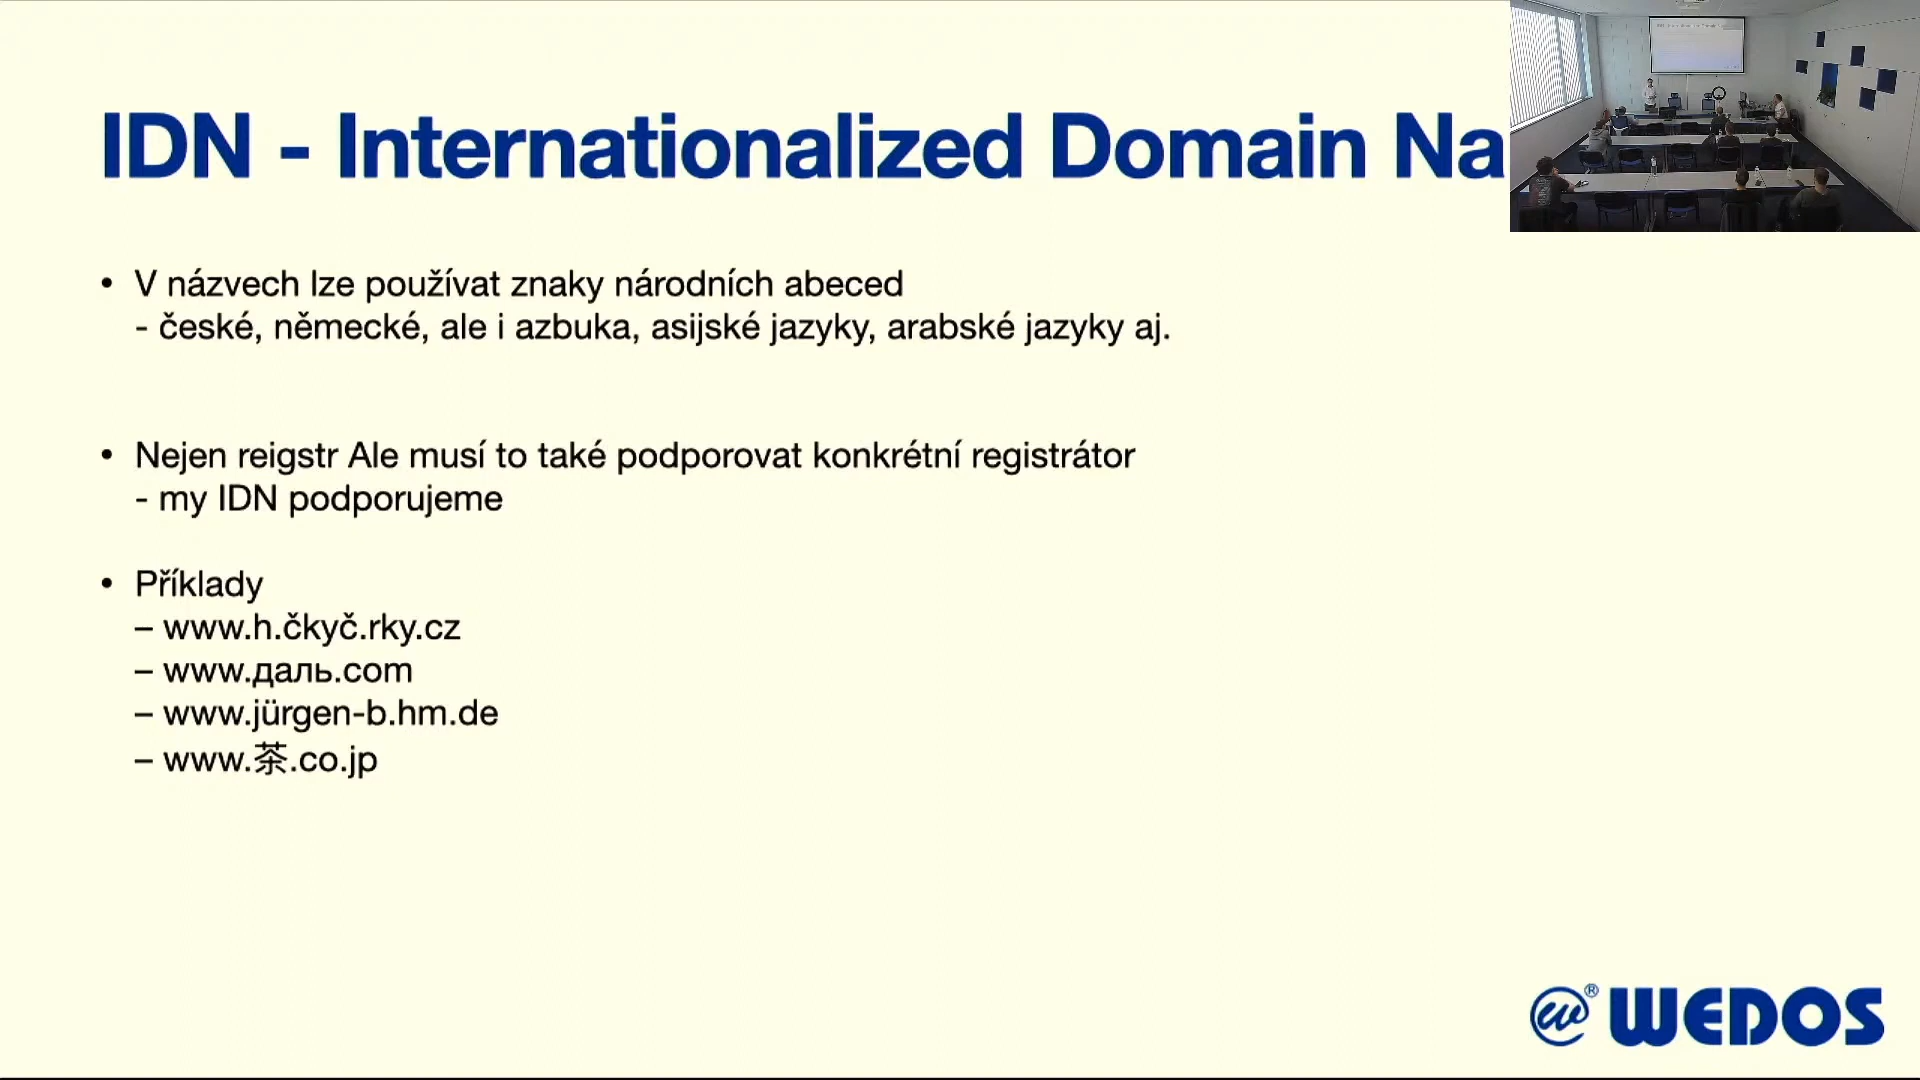 IDN - Internationalized Domain Na
• V názvech lze používat znaky národních abeced
- české, německé, ale i azbuka, asijské jazyky, arabské jazyky aj.
• Nejen reigstr Ale musí to také podporovat konkrétní registrátor
- my IDN podporujeme
• Příklady
– www.h.čkyč.rky.cz
– www.даль.com
– www.jürgen-b.hm.de
– www.茶.co.jp
® WEDOS